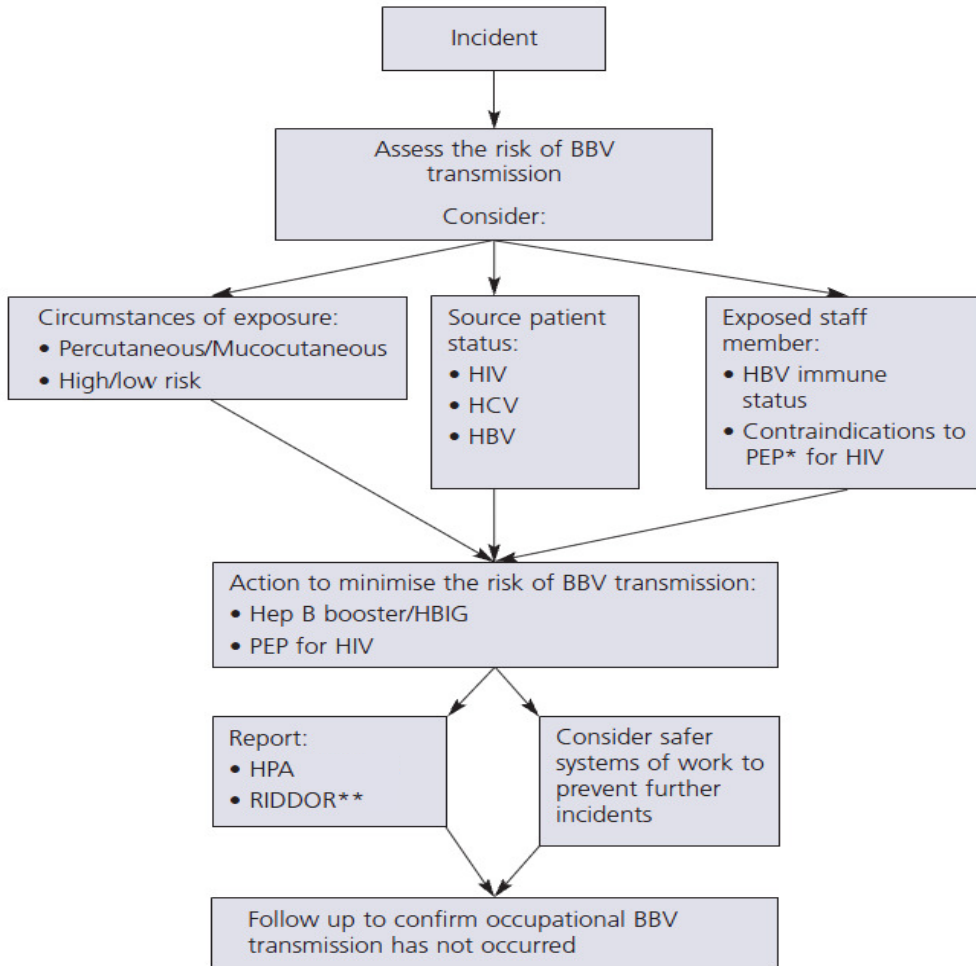 Incident
Assess the risk of BBV
transmission
Consider:
Circumstances of exposure:
• Percutaneous/Mucocutaneous
• High/low risk
Source patient
status:
• HIV
• HCV
• HBV
Exposed staff
member:
• HBV immune
status
• Contraindications to
PEP* for HIV
Action to minimise the risk of BBV transmission:
• Hep B booster/HBIG
• PEP for HIV
Report:
• HPA
• RIDDOR**
Consider safer
systems of work to
prevent further
incidents
Follow up to confirm occupational BBV
transmission has not occurred